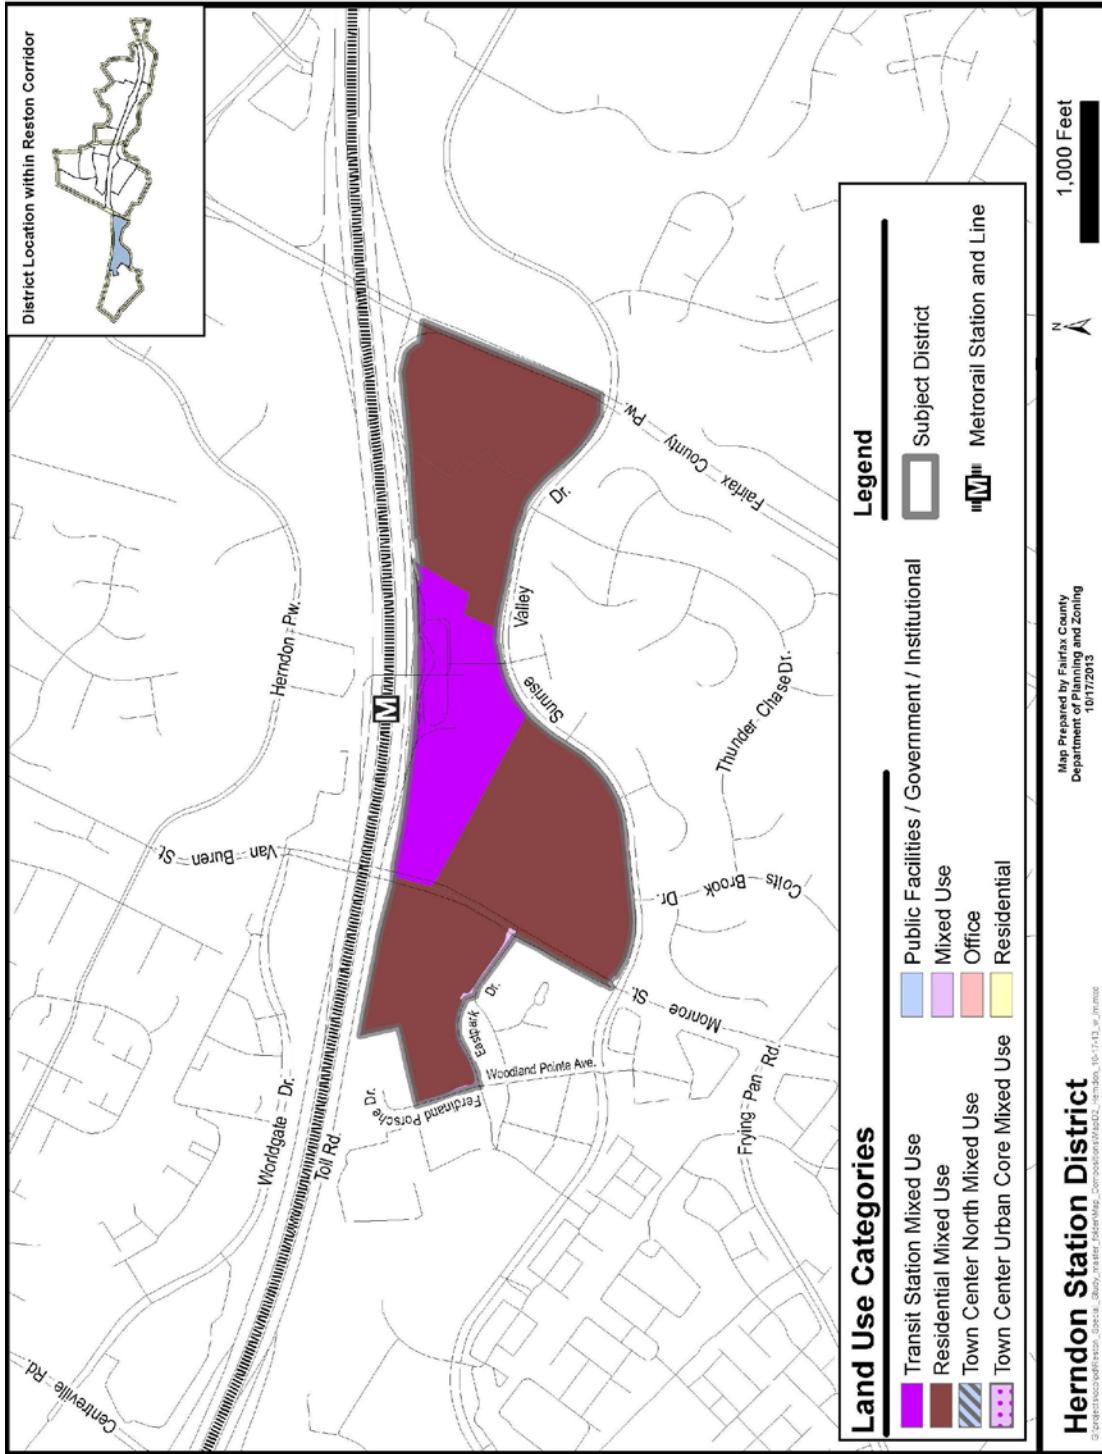 District Location within Reston Corridor
Centreville Rd.
Worldgate Dr.
Toll Rd.
Van Buren St.
Herndon Pw.
M
Ferdinand Porsche Dr.
Woodland Pointe Ave.
Eastpark Dr.
Monroe St.
Frying Pan Rd.
Colts Brook Dr.
Thunder Chase Dr.
Sunrise Valley Dr.
Fairfax County Pw.
Land Use Categories
Transit Station Mixed Use
Residential Mixed Use
Town Center North Mixed Use
Town Center Urban Core Mixed Use
Public Facilities / Government / Institutional
Mixed Use
Office
Residential
Legend
Subject District
M
Metrorail Station and Line
Herndon Station District
Map Prepared by Fairfax County
Department of Planning and Zoning
10/17/2013
N
1,000 Feet